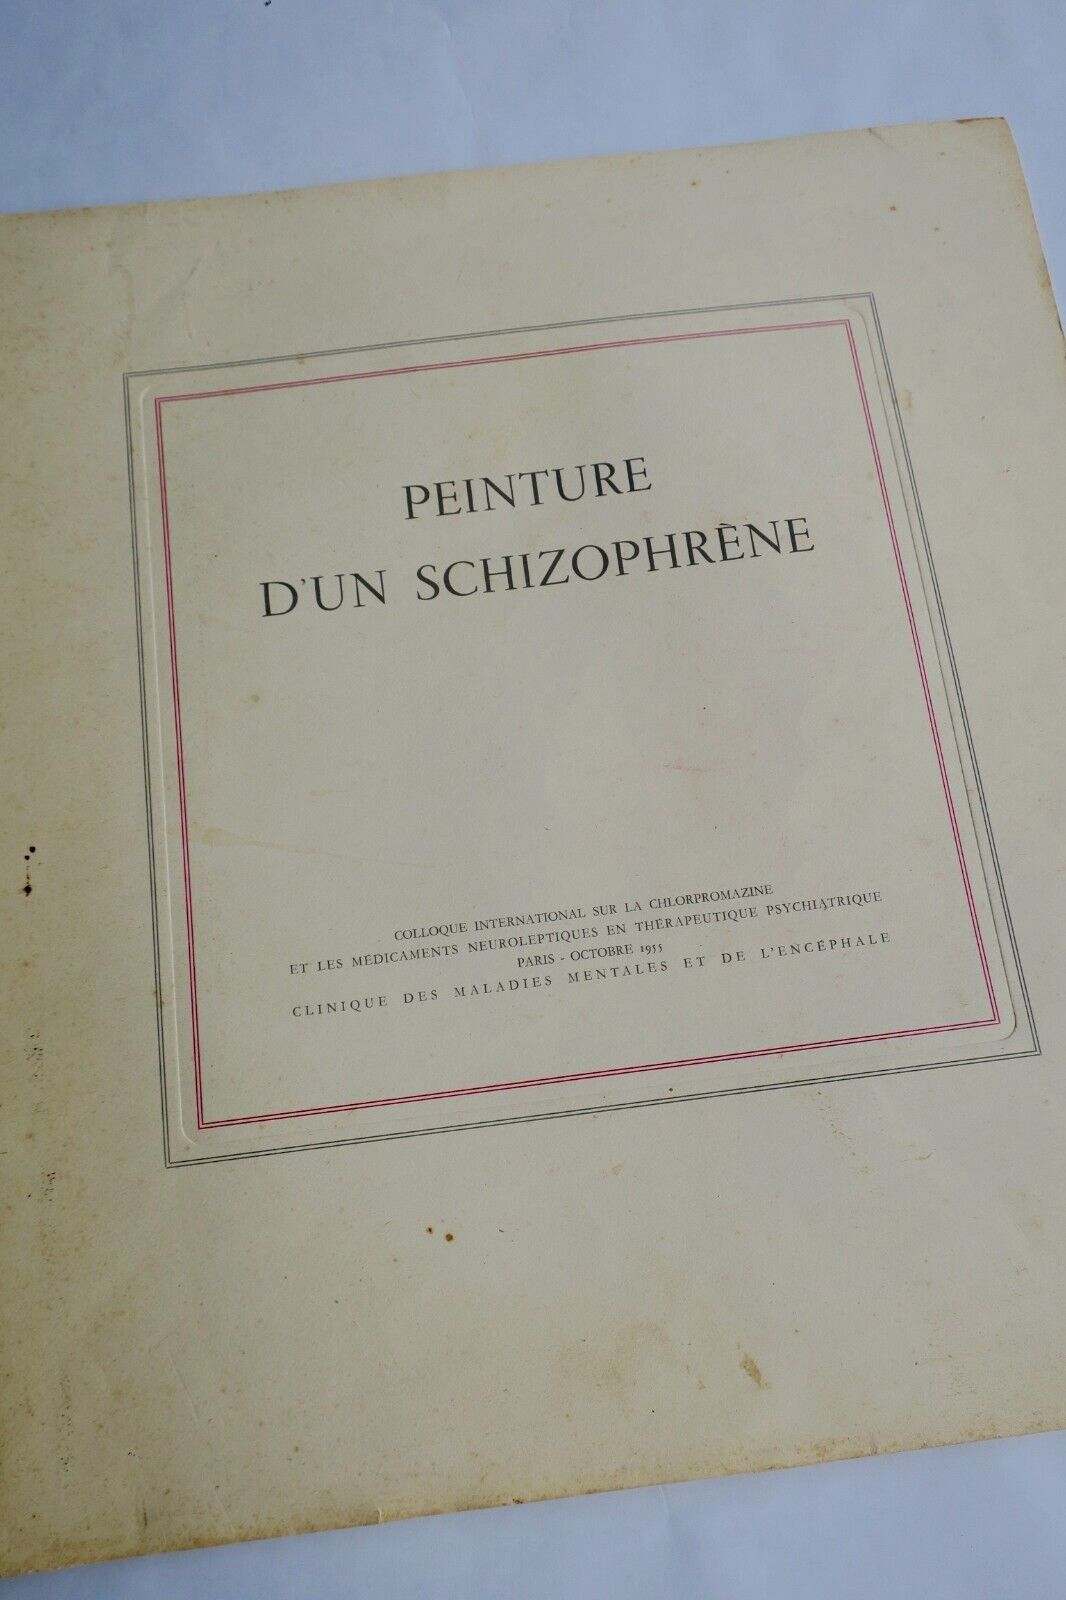 PEINTURE
D'UN SCHIZOPHRÈNE
COLLOQUE INTERNATIONAL SUR LA CHLORPROMAZINE
ET LES MÉDICAMENTS NEUROLEPTIQUES EN THÉRAPEUTIQUE PSYCHIATRIQUE
PARIS - OCTOBRE 1955
CLINIQUE DES MALADIES MENTALES ET DE L'ENCÉPHALE